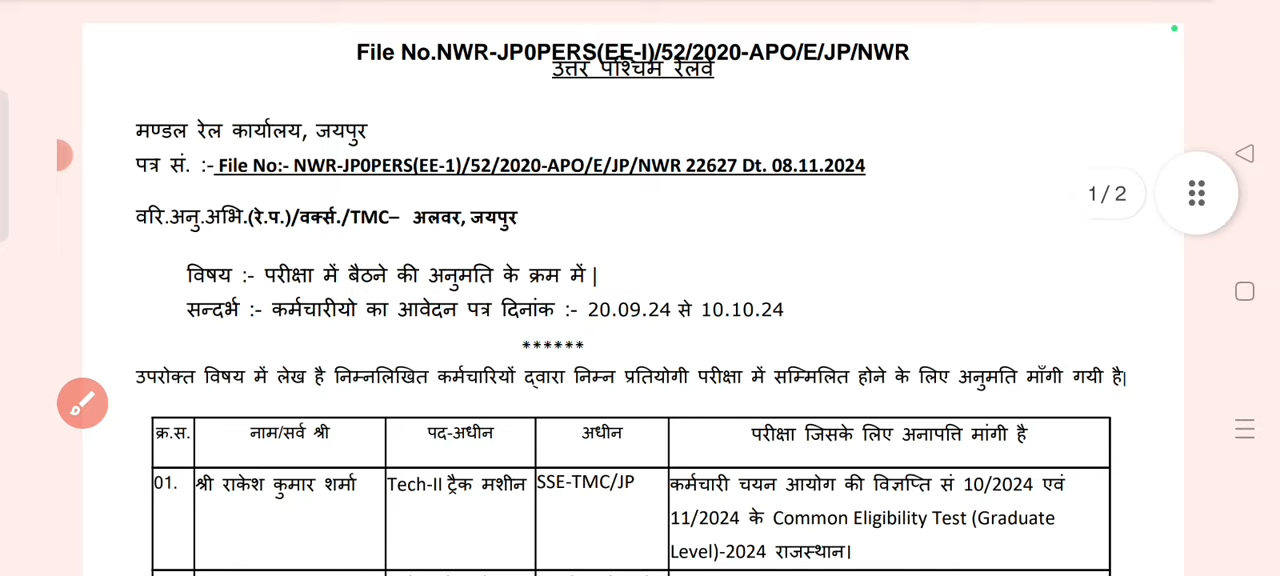 File No.NWR-JP0PERS(EE-I)/52/2020-APO/E/JP/NWR
उत्तर पश्चिम रेलवे
मण्डल रेल कार्यालय, जयपुर
पत्र सं. :- File No:- NWR-JP0PERS(EE-1)/52/2020-APO/E/JP/NWR 22627 Dt. 08.11.2024
1 / 2
वरि.अनु.अभि.(रे.प.)/वर्क्स./TMC– अलवर, जयपुर
विषय :- परीक्षा में बैठने की अनुमति के क्रम में |
सन्दर्भ :- कर्मचारीयो का आवेदन पत्र दिनांक :- 20.09.24 से 10.10.24
******
उपरोक्त विषय में लेख है निम्नलिखित कर्मचारियों द्वारा निम्न प्रतियोगी परीक्षा में सम्मिलित होने के लिए अनुमति माँगी गयी है|
क्र.स. नाम/सर्व श्री पद-अधीन अधीन परीक्षा जिसके लिए अनापत्ति मांगी है
01. श्री राकेश कुमार शर्मा Tech-II ट्रैक मशीन SSE-TMC/JP कर्मचारी चयन आयोग की विज्ञप्ति सं 10/2024 एवं
11/2024 के Common Eligibility Test (Graduate
Level)-2024 राजस्थान।